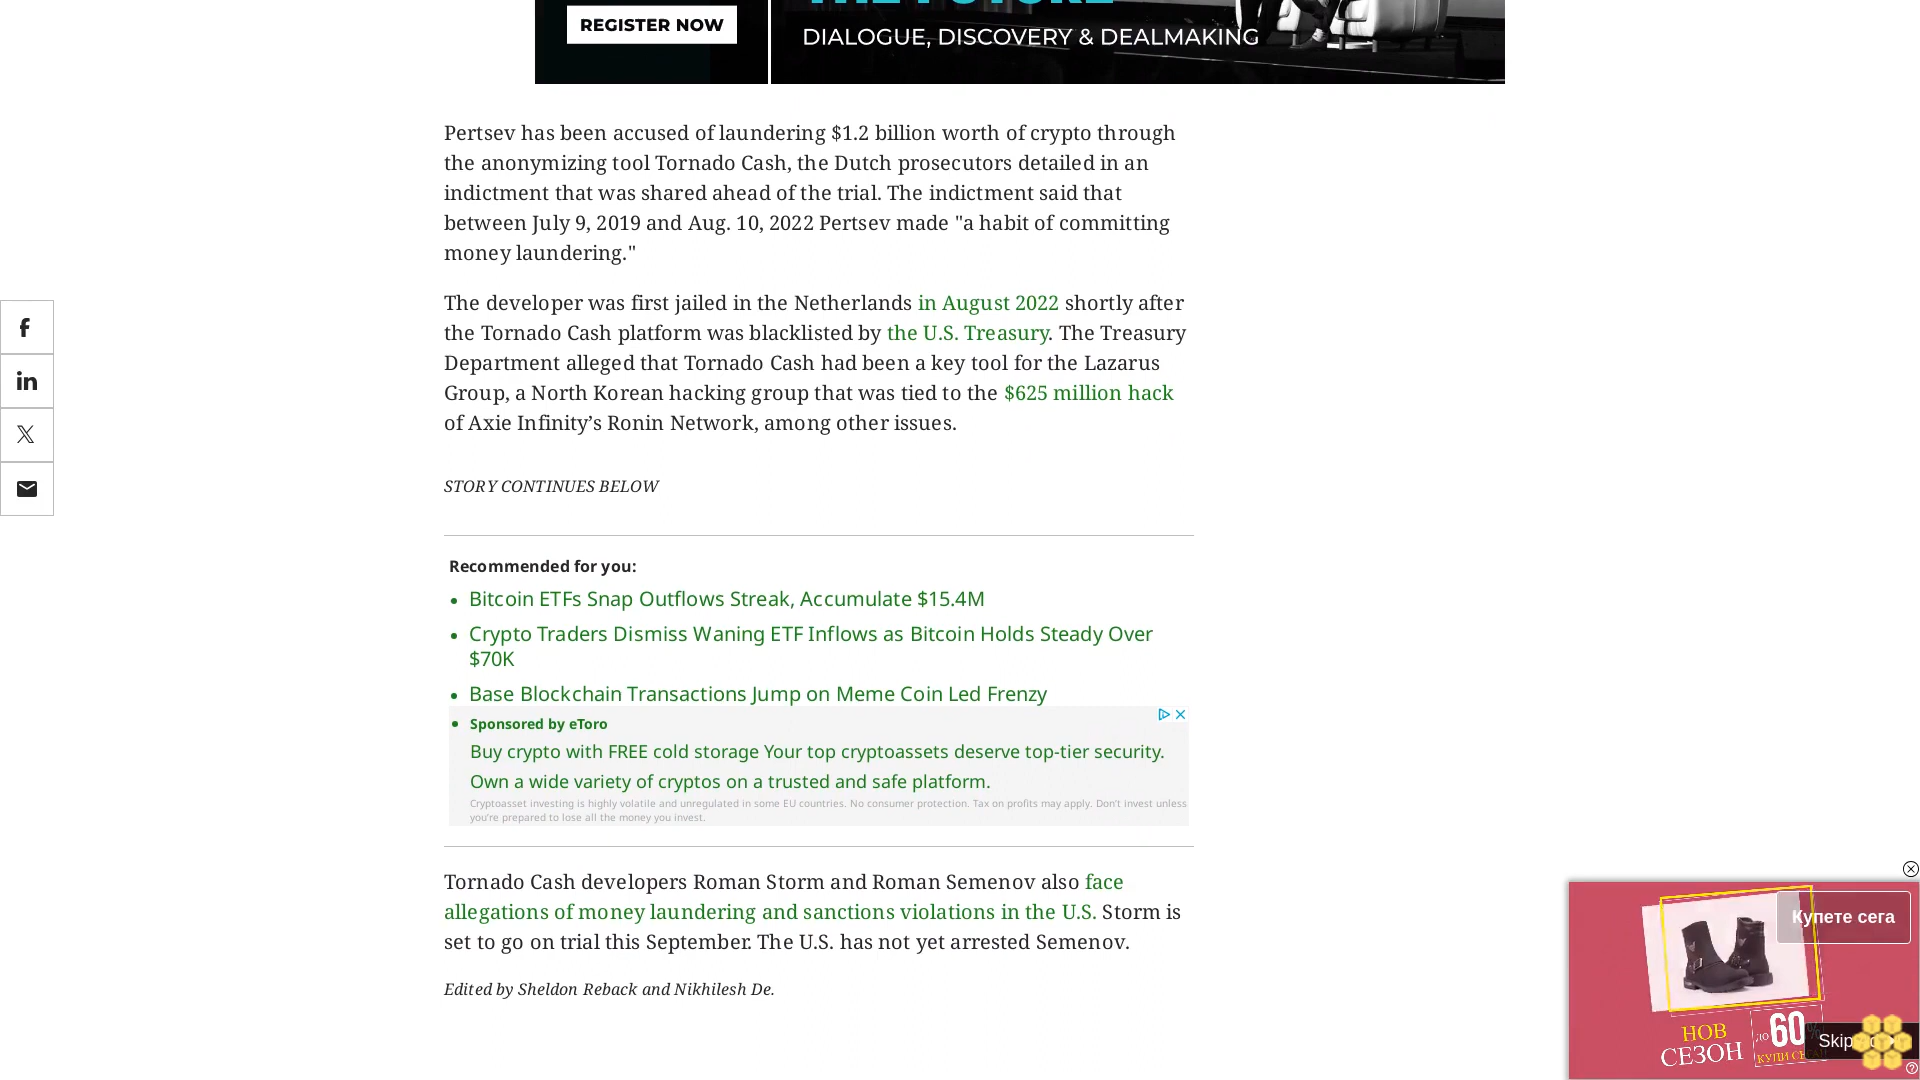 REGISTER NOW
DIALOGUE, DISCOVERY & DEALMAKING
Pertsev has been accused of laundering $1.2 billion worth of crypto through
the anonymizing tool Tornado Cash, the Dutch prosecutors detailed in an
indictment that was shared ahead of the trial. The indictment said that
between July 9, 2019 and Aug. 10, 2022 Pertsev made "a habit of committing
money laundering."
The developer was first jailed in the Netherlands in August 2022 shortly after
the Tornado Cash platform was blacklisted by the U.S. Treasury. The Treasury
Department alleged that Tornado Cash had been a key tool for the Lazarus
Group, a North Korean hacking group that was tied to the $625 million hack
of Axie Infinity’s Ronin Network, among other issues.
STORY CONTINUES BELOW
Recommended for you:
• Bitcoin ETFs Snap Outflows Streak, Accumulate $15.4M
• Crypto Traders Dismiss Waning ETF Inflows as Bitcoin Holds Steady Over
$70K
• Base Blockchain Transactions Jump on Meme Coin Led Frenzy
• Sponsored by eToro
Buy crypto with FREE cold storage Your top cryptoassets deserve top-tier security.
Own a wide variety of cryptos on a trusted and safe platform.
Cryptoasset investing is highly volatile and unregulated in some EU countries. No consumer protection. Tax on profits may apply. Don’t invest unless
you’re prepared to lose all the money you invest.
Tornado Cash developers Roman Storm and Roman Semenov also face
allegations of money laundering and sanctions violations in the U.S. Storm is
set to go on trial this September. The U.S. has not yet arrested Semenov.
Edited by Sheldon Reback and Nikhilesh De.
Купете сега
НОВ
СЕЗОН
до 60%
Skip